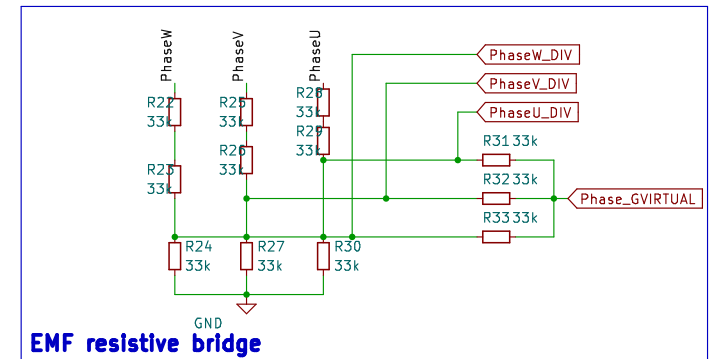 PhaseW
PhaseV
PhaseU
PhaseW_DIV
PhaseV_DIV
PhaseU_DIV
R22
33k
R25
33k
R28
33k
R29
33k
R23
33k
R26
33k
R31 33k
R32 33k
R33 33k
Phase_GVIRTUAL
R24
33k
R27
33k
R30
33k
GND
EMF resistive bridge